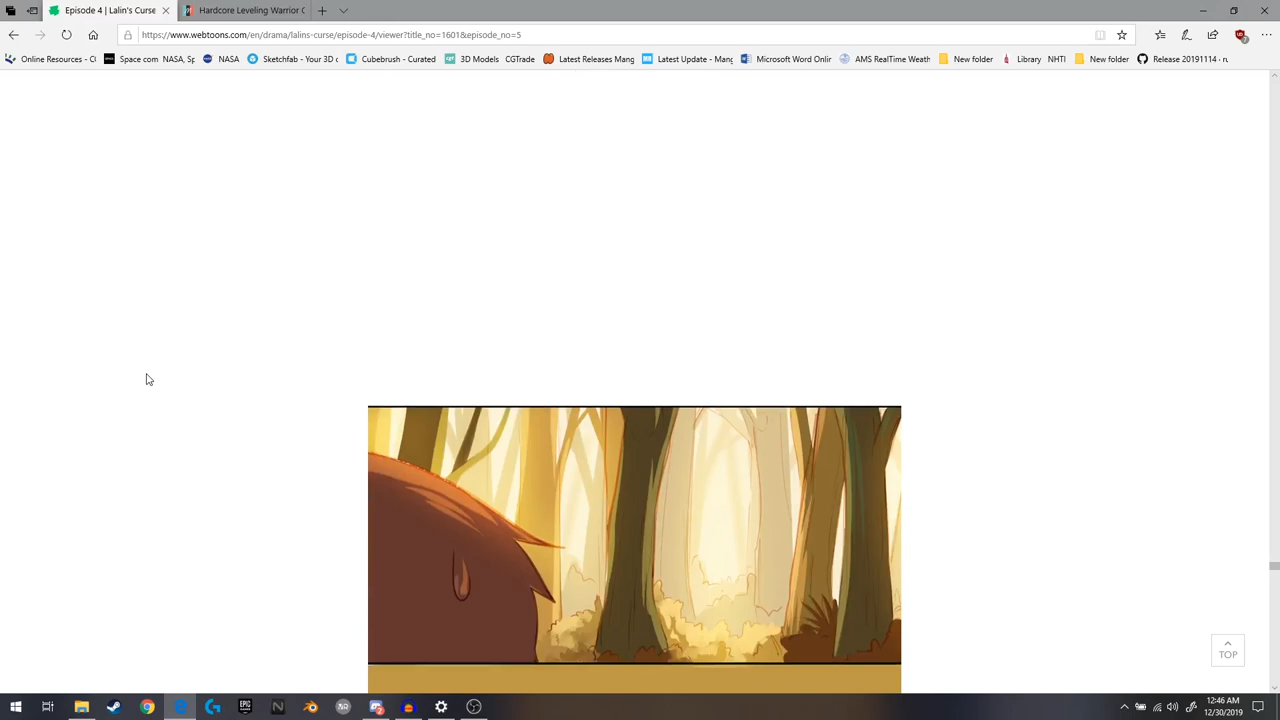 Episode 4 | Lalin's Curse
Hardcore Leveling Warrior
https://www.webtoons.com/en/drama/lalins-curse/episode-4/viewer?title_no=1601&episode_no=5
Online Resources - Cl
Space com NASA, Sp
NASA
Sketchfab - Your 3D c
Cubebrush - Curated
3D Models CGTrade
Latest Releases Mang
Latest Update - Mang
Microsoft Word Onlin
AMS RealTime Weath
New folder
Library NHTI
New folder
Release 20191114 · ru
TOP
12:46 AM
12/30/2019